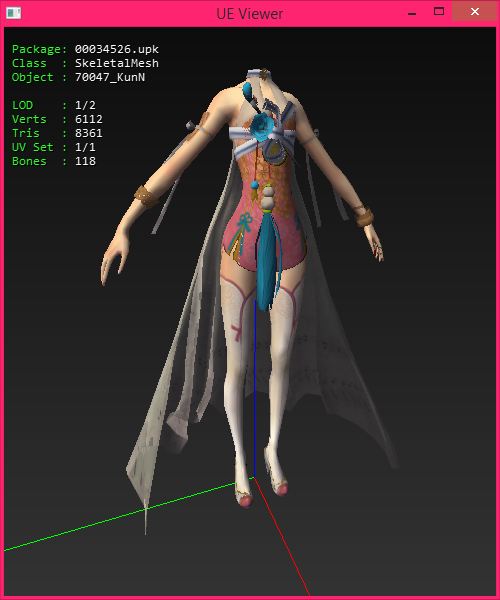 UE Viewer
Package: 00034526.upk
Class  : SkeletalMesh
Object : 70047_KunN
LOD    : 1/2
Verts  : 6112
Tris   : 8361
UV Set : 1/1
Bones  : 118